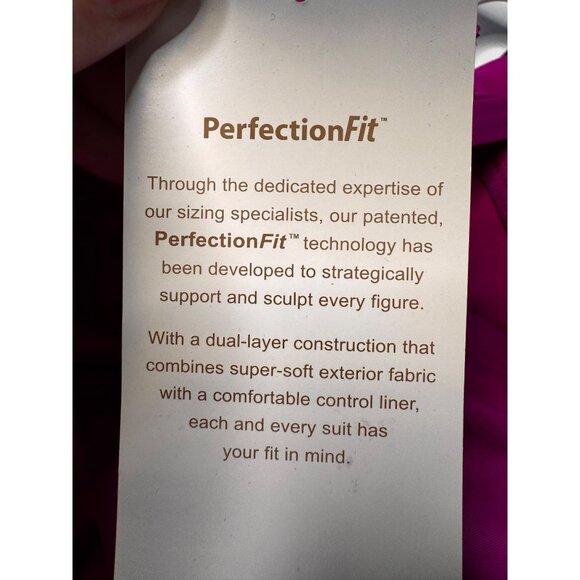 PerfectionFit™
Through the dedicated expertise of
our sizing specialists, our patented,
PerfectionFit™ technology has
been developed to strategically
support and sculpt every figure.
With a dual-layer construction that
combines super-soft exterior fabric
with a comfortable control liner,
each and every suit has
your fit in mind.